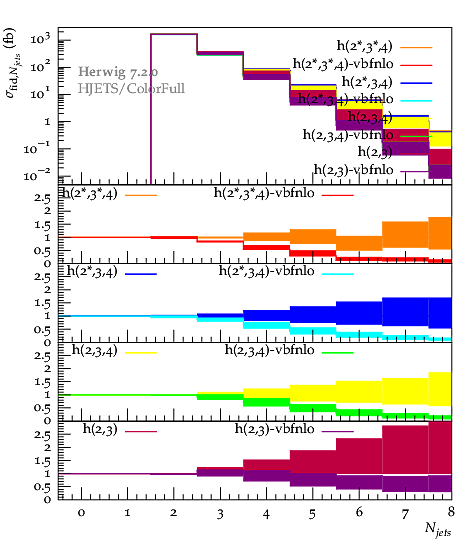 σfid,Njets (fb)
10³
10²
10¹
1
10⁻¹
10⁻²
Herwig 7.2.0
HJETS/ColorFull
h(2*,3*,4)
h(2*,3*,4)-vbfnlo
h(2*,3,4)
h(2*,3,4)-vbfnlo
h(2,3,4)
h(2,3,4)-vbfnlo
h(2,3)
h(2,3)-vbfnlo
h(2*,3*,4) h(2*,3*,4)-vbfnlo
2.5
2
1.5
1
0.5
0
h(2*,3,4) h(2*,3,4)-vbfnlo
2.5
2
1.5
1
0.5
0
h(2,3,4) h(2,3,4)-vbfnlo
2.5
2
1.5
1
0.5
0
h(2,3) h(2,3)-vbfnlo
2.5
2
1.5
1
0.5
0
0 1 2 3 4 5 6 7 8
Njets